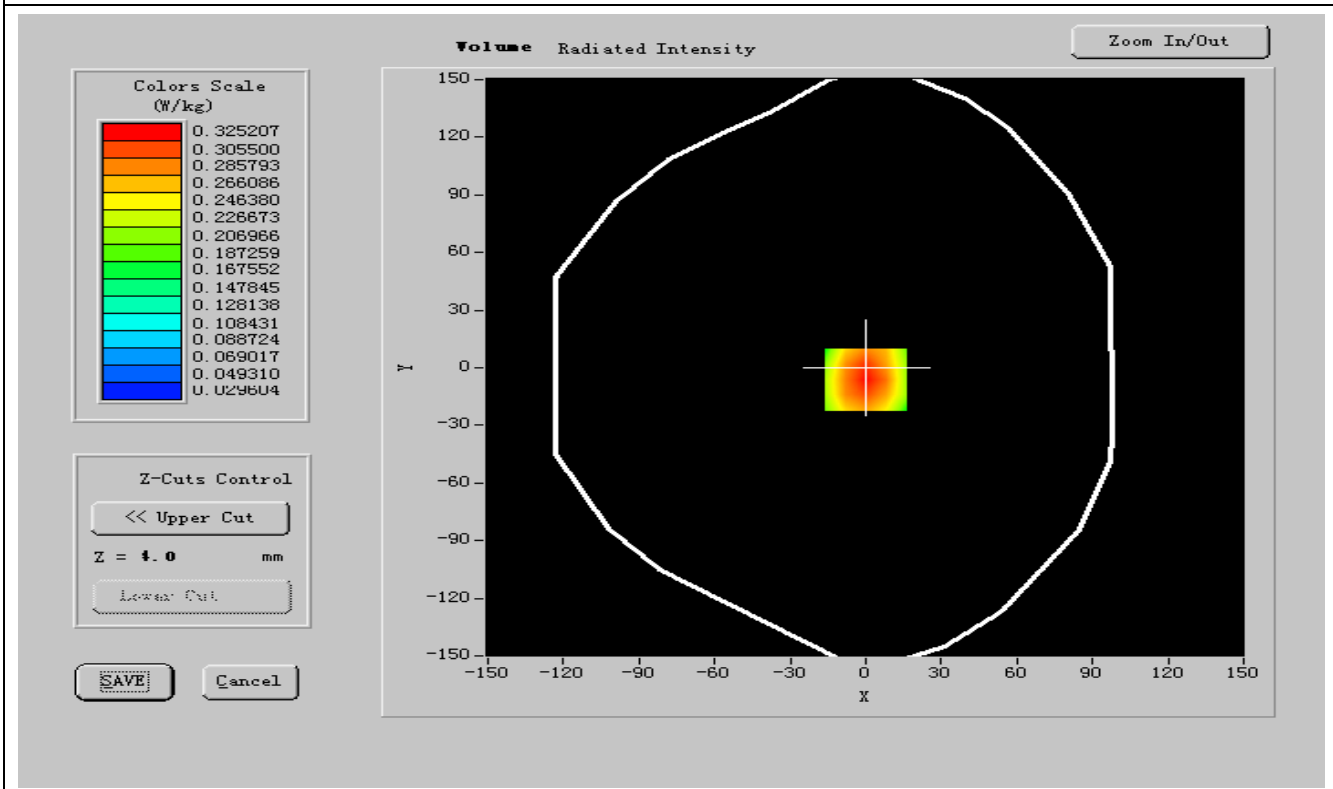 Volume Radiated Intensity
Zoom In/Out
Colors Scale
(W/kg)
0.325207
0.305500
0.285793
0.266086
0.246380
0.226673
0.206966
0.187259
0.167552
0.147845
0.128138
0.108431
0.088724
0.069017
0.049310
0.029604
Z-Cuts Control
<< Upper Cut
Z = 4.0 mm
Lower Cut
SAVE
Cancel
150
120
90
60
30
0
-30
-60
-90
-120
-150
Y
-150 -120 -90 -60 -30 0 30 60 90 120 150
X